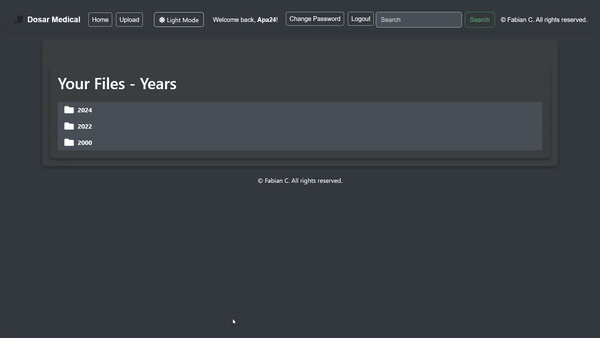 Dosar Medical Home Upload Light Mode Welcome back, Apa24! Change Password Logout Search Search © Fabian C. All rights reserved.
Your Files - Years
2024
2022
2000
© Fabian C. All rights reserved.